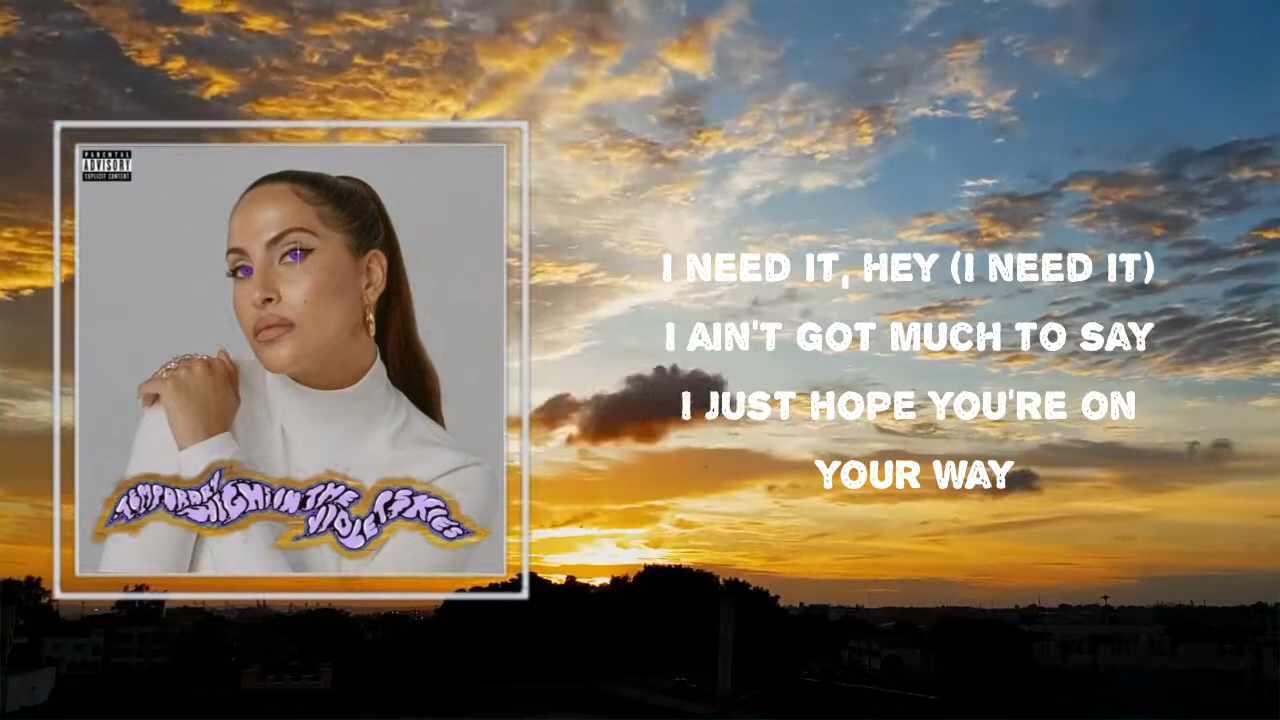 PARENTAL
ADVISORY
EXPLICIT CONTENT
TEMPORARY HIGHS IN THE VIOLET SKIES
I NEED IT, HEY (I NEED IT)
I AIN'T GOT MUCH TO SAY
I JUST HOPE YOU'RE ON
YOUR WAY